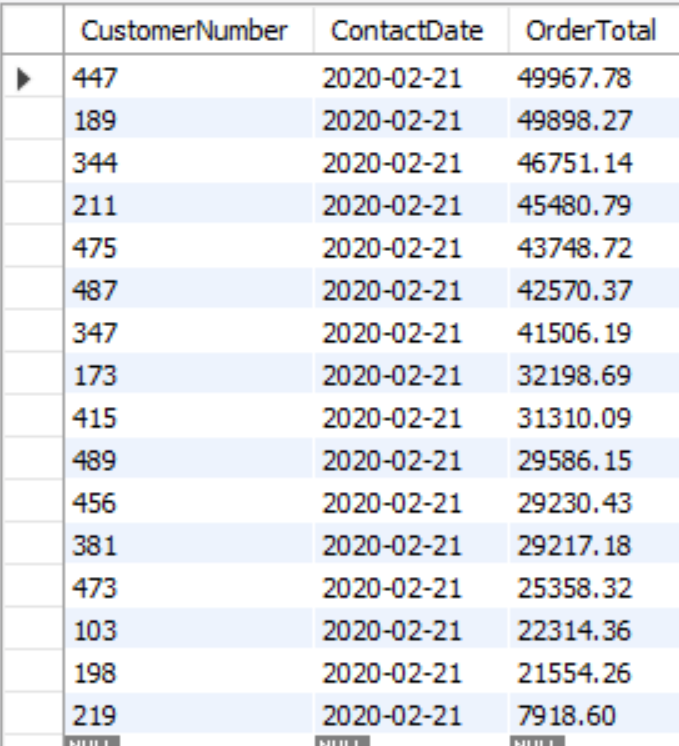 CustomerNumber ContactDate OrderTotal
447 2020-02-21 49967.78
189 2020-02-21 49898.27
344 2020-02-21 46751.14
211 2020-02-21 45480.79
475 2020-02-21 43748.72
487 2020-02-21 42570.37
347 2020-02-21 41506.19
173 2020-02-21 32198.69
415 2020-02-21 31310.09
489 2020-02-21 29586.15
456 2020-02-21 29230.43
381 2020-02-21 29217.18
473 2020-02-21 25358.32
103 2020-02-21 22314.36
198 2020-02-21 21554.26
219 2020-02-21 7918.60
NULL NULL NULL